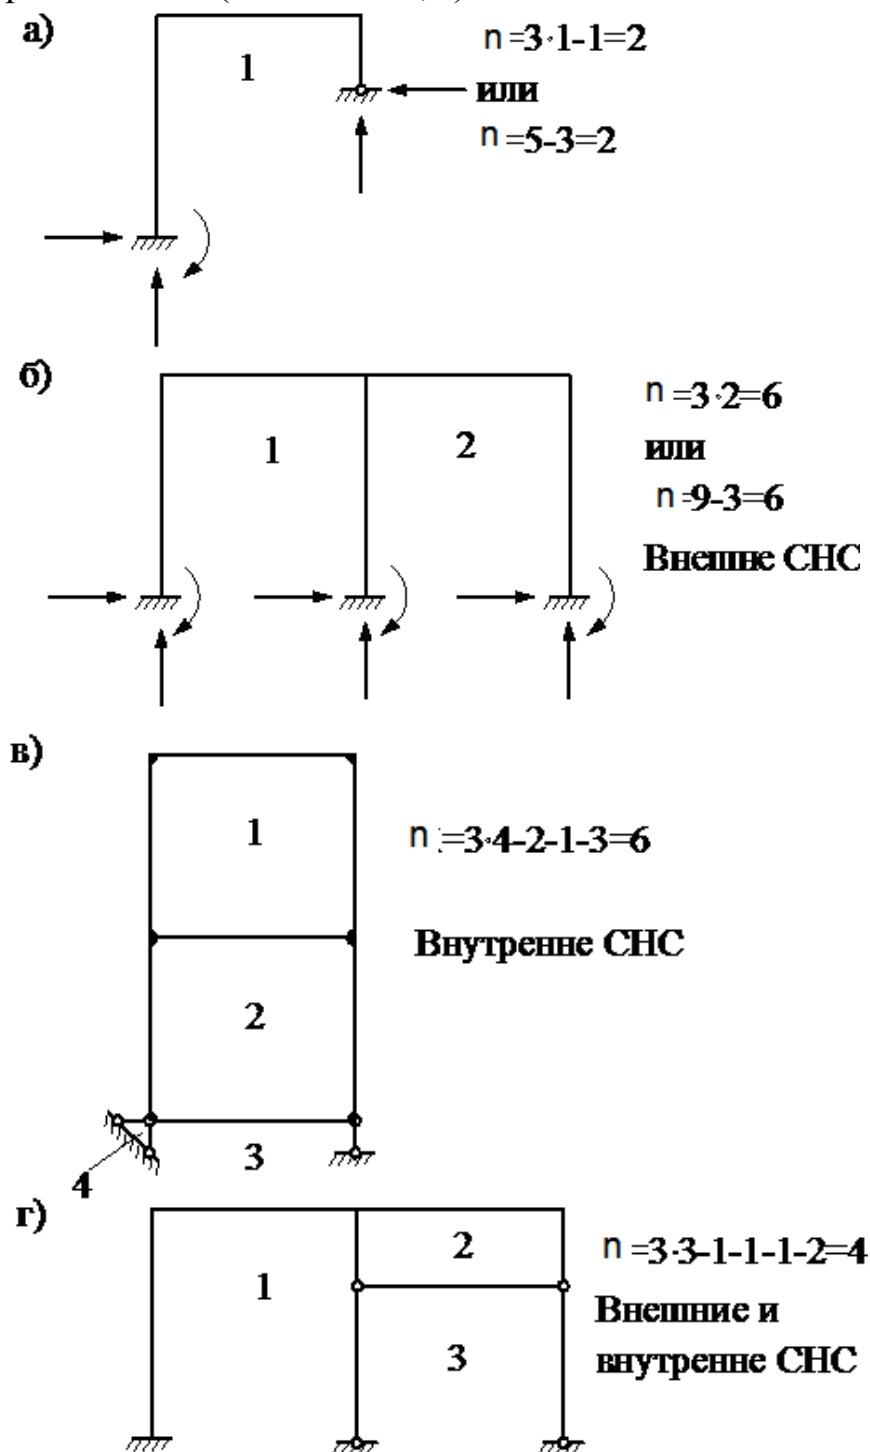 а)
1
n =3·1-1=2
или
n =5-3=2
б)
1
2
n =3·2=6
или
n =9-3=6
Внешне СНС
в)
1
n =3·4-2-1-3=6
Внутренне СНС
2
3
4
г)
1
2
3
n =3·3-1-1-1-2=4
Внешние и
внутренне СНС